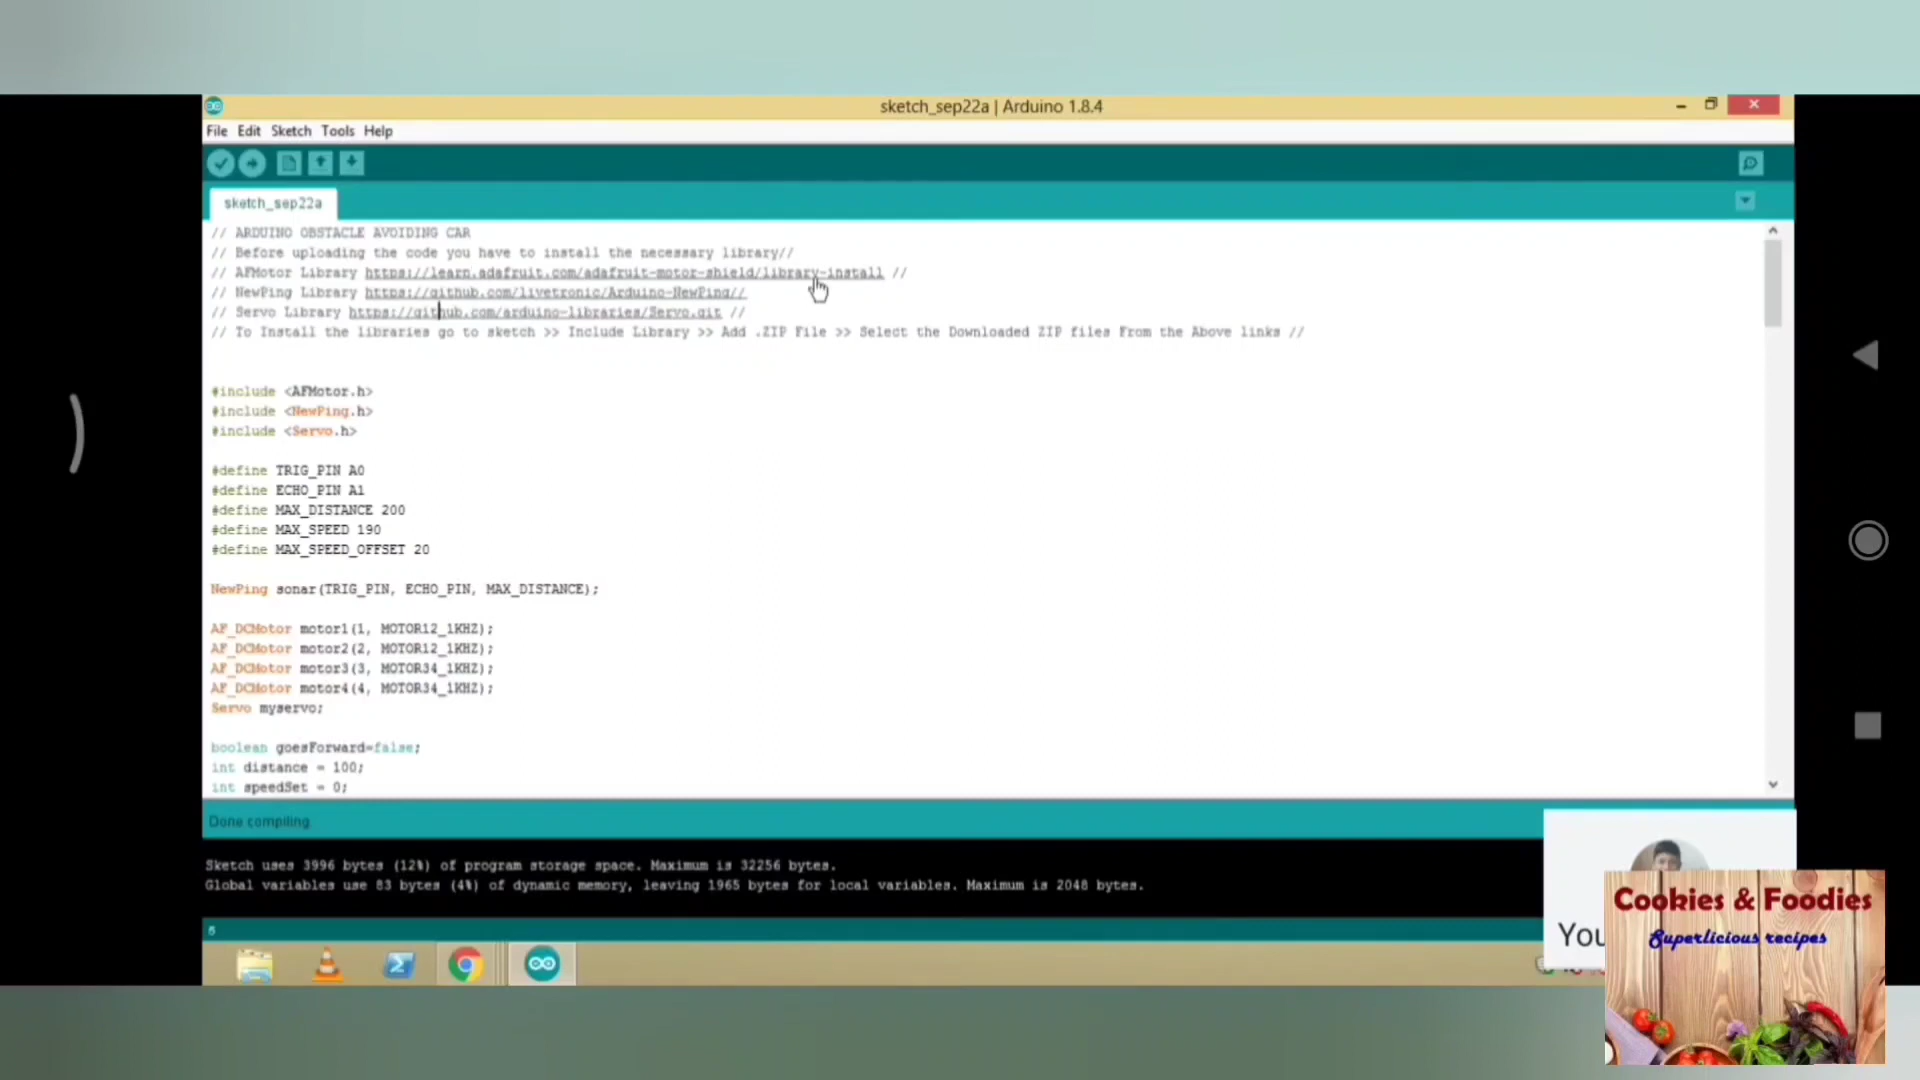 sketch_sep22a | Arduino 1.8.4
File Edit Sketch Tools Help
sketch_sep22a
// ARDUINO OBSTACLE AVOIDING CAR
// Before uploading the code you have to install the necessary library//
// AFMotor Library https://learn.adafruit.com/adafruit-motor-shield/library-install //
// NewPing Library https://github.com/livetronic/Arduino-NewPing//
// Servo Library https://github.com/arduino-libraries/Servo.git //
// To Install the libraries go to sketch >> Include Library >> Add .ZIP File >> Select the Downloaded ZIP files From the Above links //
#include <AFMotor.h>
#include <NewPing.h>
#include <Servo.h>
#define TRIG_PIN A0
#define ECHO_PIN A1
#define MAX_DISTANCE 200
#define MAX_SPEED 190
#define MAX_SPEED_OFFSET 20
NewPing sonar(TRIG_PIN, ECHO_PIN, MAX_DISTANCE);
AF_DCMotor motor1(1, MOTOR12_1KHZ);
AF_DCMotor motor2(2, MOTOR12_1KHZ);
AF_DCMotor motor3(3, MOTOR34_1KHZ);
AF_DCMotor motor4(4, MOTOR34_1KHZ);
Servo myservo;
boolean goesForward=false;
int distance = 100;
int speedSet = 0;
Done compiling.
Sketch uses 3996 bytes (12%) of program storage space. Maximum is 32256 bytes.
Global variables use 83 bytes (4%) of dynamic memory, leaving 1965 bytes for local variables. Maximum is 2048 bytes.
6
You
Cookies & Foodies
Superlicious recipes